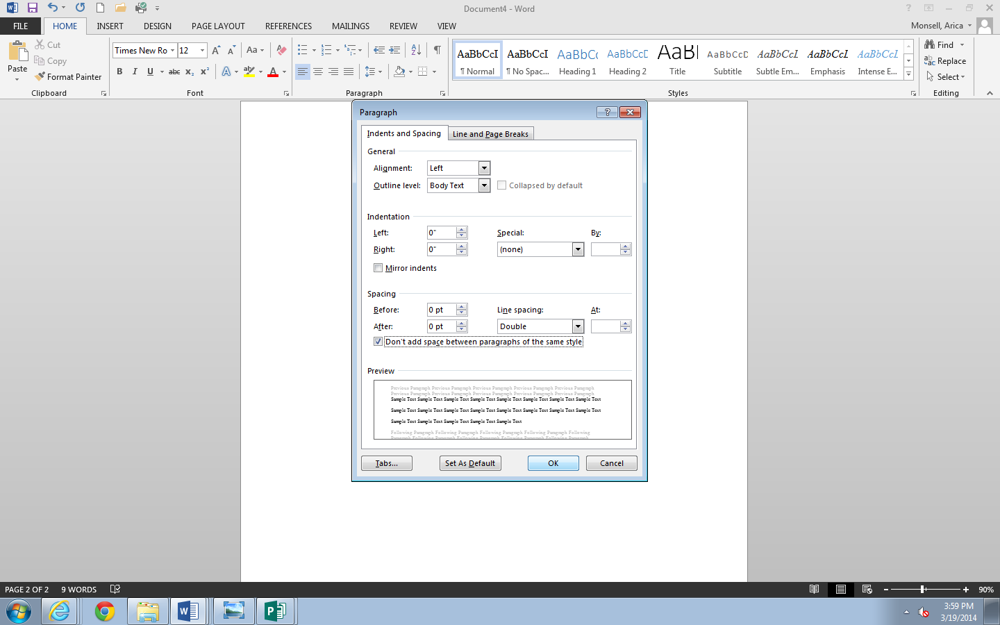 Document4 - Word
FILE HOME INSERT DESIGN PAGE LAYOUT REFERENCES MAILINGS REVIEW VIEW Monsell, Arica
Paste
Cut
Copy
Format Painter
Clipboard
Times New Ro 12
Font
Paragraph
AaBbCcI AaBbCcI AaBbCc AaBbCcD AaBl AaBbCcD AaBbCcI AaBbCcI AaBbCcI
¶ Normal ¶ No Spac... Heading 1 Heading 2 Title Subtitle Subtle Em... Emphasis Intense E...
Styles
Find
Replace
Select
Editing
Paragraph
Indents and Spacing Line and Page Breaks
General
Alignment: Left
Outline level: Body Text Collapsed by default
Indentation
Left: 0" Special: By:
Right: 0" (none)
Mirror indents
Spacing
Before: 0 pt Line spacing: At:
After: 0 pt Double
Don't add space between paragraphs of the same style
Preview
Previous Paragraph Previous Paragraph Previous Paragraph Previous Paragraph Previous Paragraph
Previous Paragraph Previous Paragraph Previous Paragraph Previous Paragraph Previous Paragraph
Sample Text Sample Text Sample Text Sample Text Sample Text Sample Text Sample Text Sample Text
Sample Text Sample Text Sample Text Sample Text Sample Text Sample Text Sample Text Sample Text
Sample Text Sample Text Sample Text Sample Text Sample Text
Following Paragraph Following Paragraph Following Paragraph Following Paragraph Following
Paragraph Following Paragraph Following Paragraph Following Paragraph Following Paragraph
Tabs... Set As Default OK Cancel
PAGE 2 OF 2 9 WORDS 90%
3:59 PM
3/19/2014